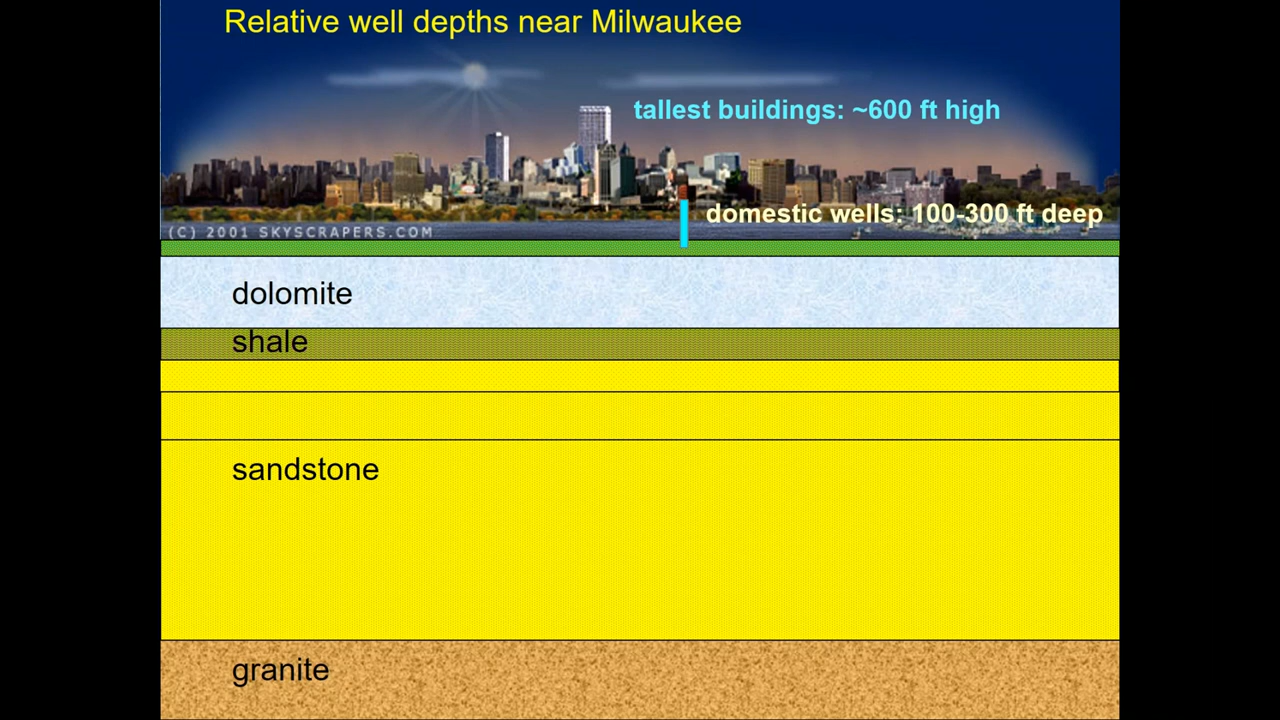 Relative well depths near Milwaukee
tallest buildings: ~600 ft high
domestic wells: 100-300 ft deep
(C) 2001 SKYSCRAPERS.COM
dolomite
shale
sandstone
granite